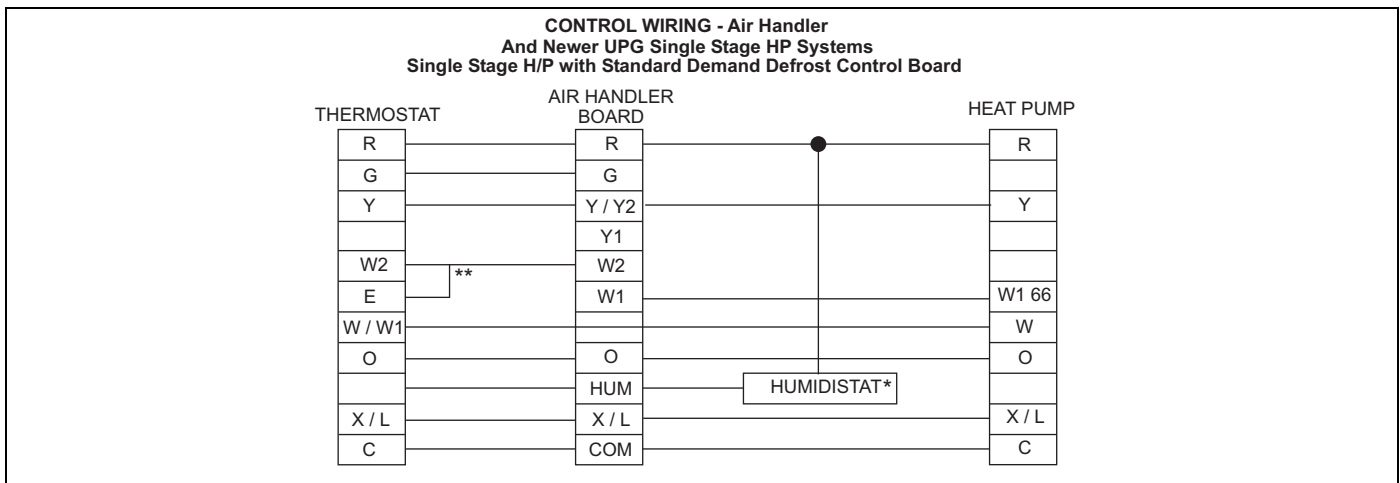 CONTROL WIRING - Air Handler
And Newer UPG Single Stage HP Systems
Single Stage H/P with Standard Demand Defrost Control Board
THERMOSTAT
AIR HANDLER
BOARD
HEAT PUMP
R R R
G G
Y Y / Y2 Y
Y1
W2 ** W2
E W1 W1 66
W / W1 W
O O O
HUM HUMIDISTAT*
X / L X / L X / L
C COM C